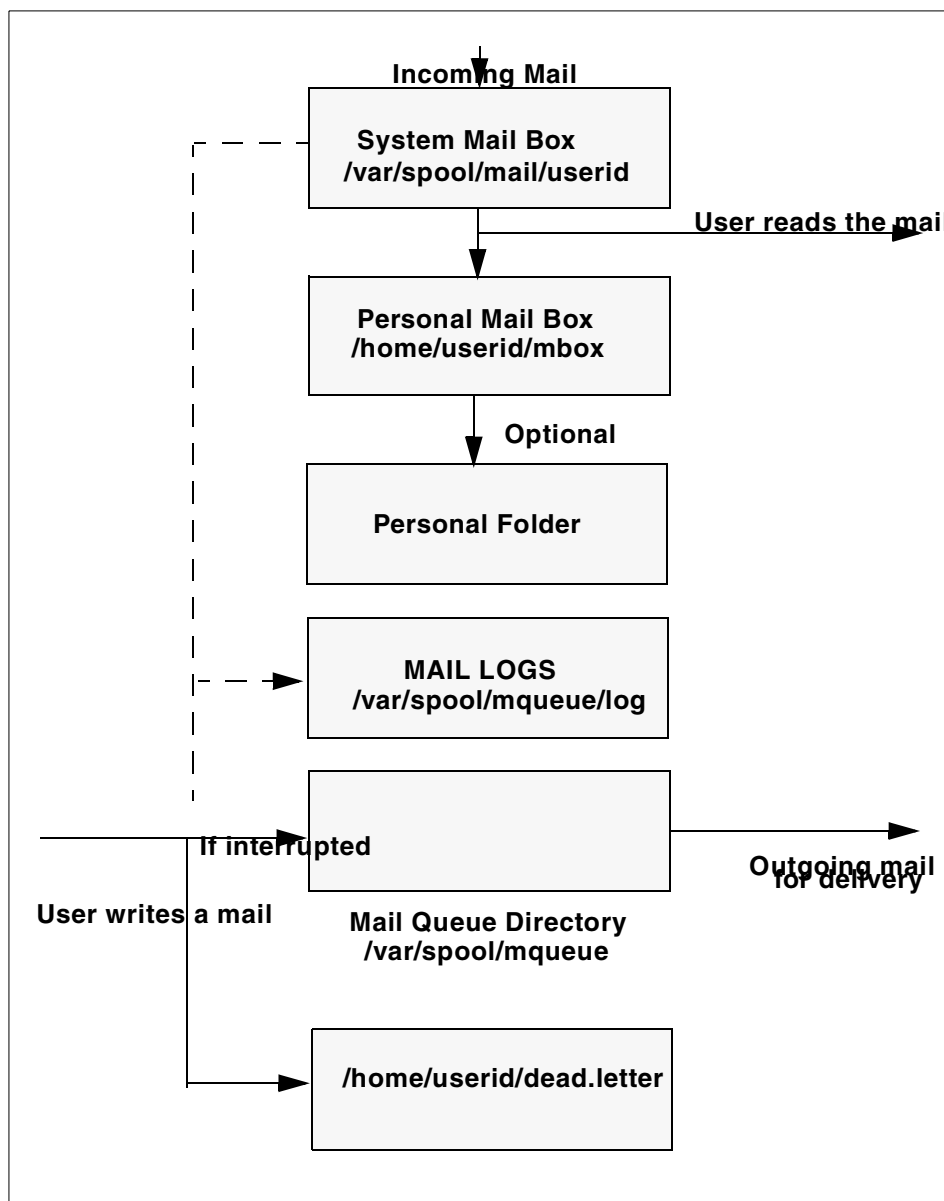 Incoming Mail
System Mail Box
/var/spool/mail/userid
User reads the mail
Personal Mail Box
/home/userid/mbox
Optional
Personal Folder
MAIL LOGS
/var/spool/mqueue/log
If interrupted
Outgoing mail
for delivery
User writes a mail
Mail Queue Directory
/var/spool/mqueue
/home/userid/dead.letter